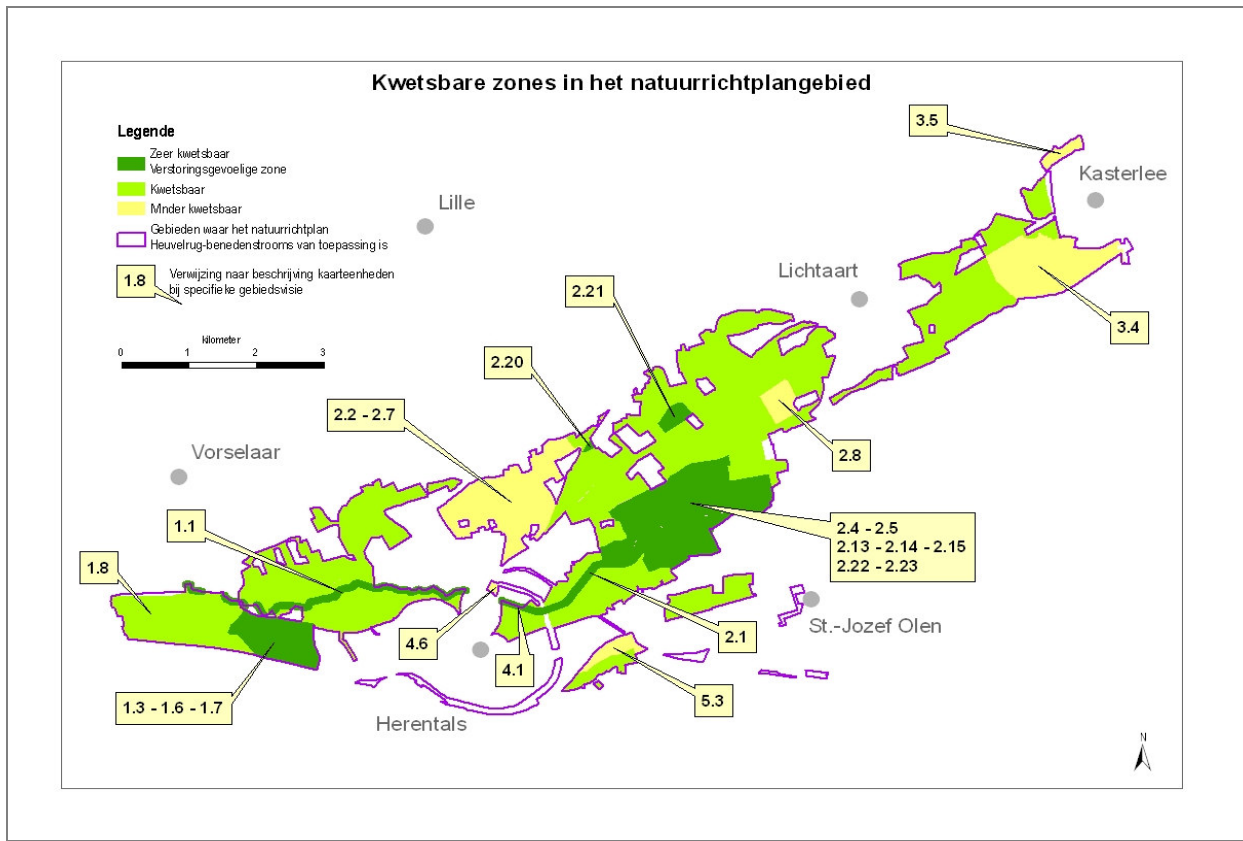 Kwetsbare zones in het natuurrichtplangebied
Legende
Zeer kwetsbaar
Verstoringsgevoelige zone
Kwetsbaar
Minder kwetsbaar
Gebieden waar het natuurrichtplan
Heuvelrug-benedenstrooms van toepassing is
1.8
Verwijzing naar beschrijving kaarteenheden
bij specifieke gebiedsvisie
kilometer
0 1 2 3
3.5
Kasterlee
Lille
Lichtaart
3.4
2.21
2.20
2.2 - 2.7
2.8
Vorselaar
2.4 - 2.5
2.13 - 2.14 - 2.15
2.22 - 2.23
1.1
1.8
St.-Jozef Olen
4.6
4.1
2.1
5.3
1.3 - 1.6 - 1.7
Herentals
N